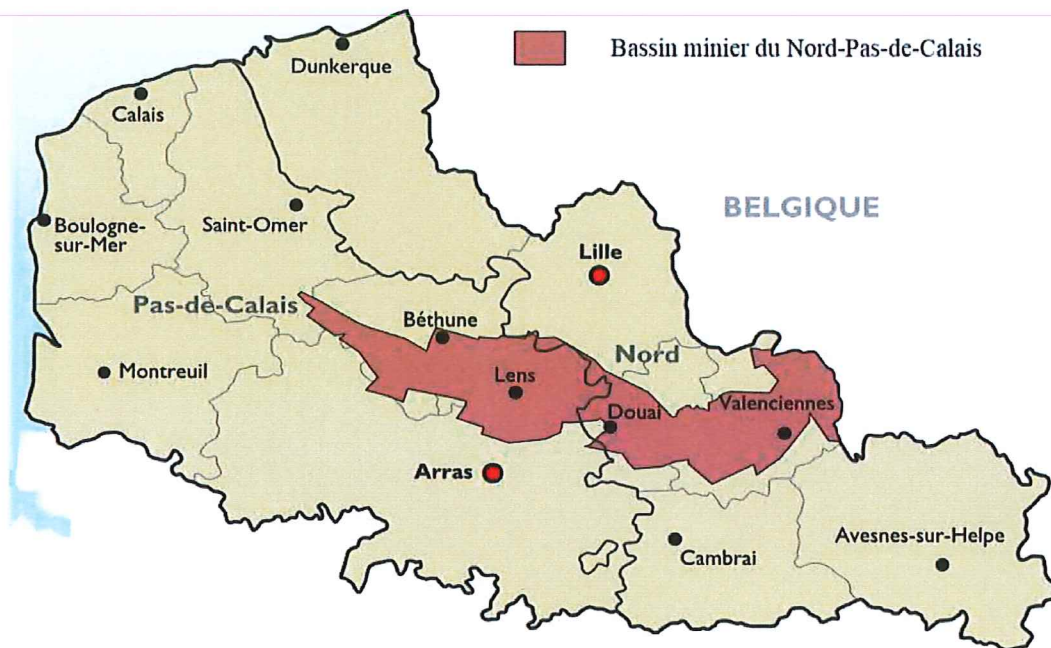 Bassin minier du Nord-Pas-de-Calais
Dunkerque
Calais
BELGIQUE
Boulogne-
sur-Mer
Saint-Omer
Lille
Pas-de-Calais
Béthune
Nord
Montreuil
Lens
Douai
Valenciennes
Arras
Cambrai
Avesnes-sur-Helpe